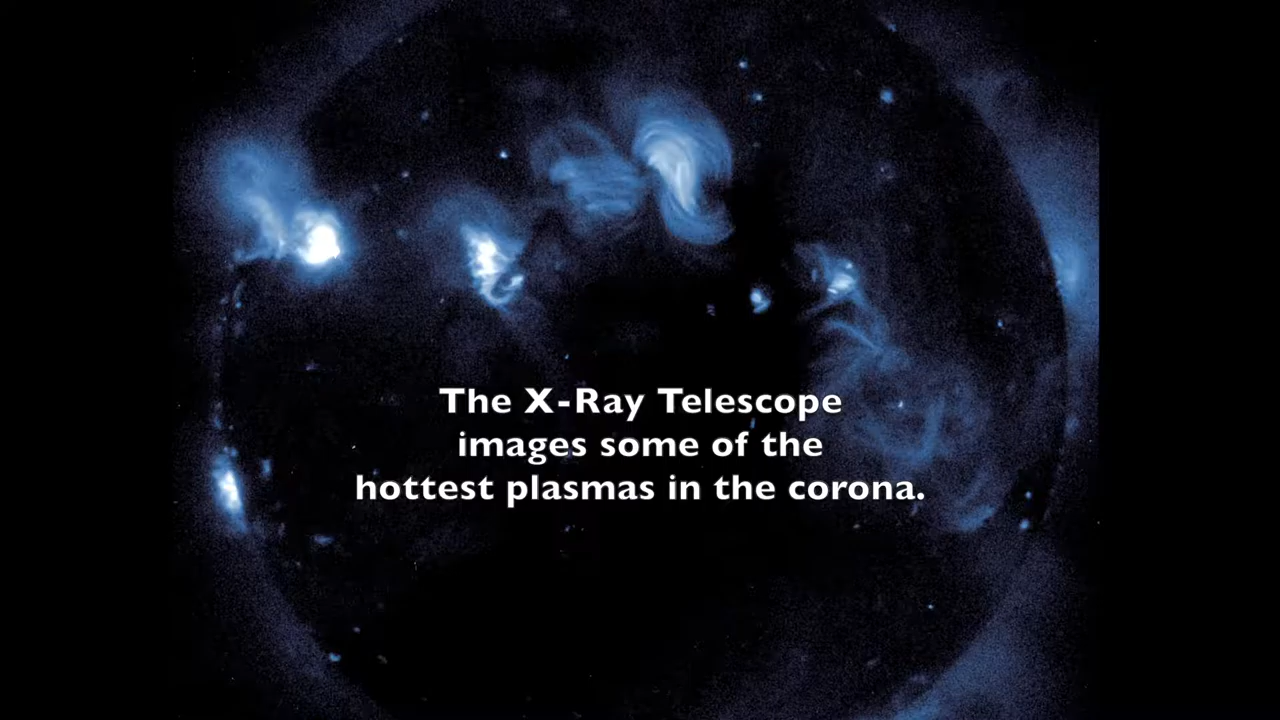 The X-Ray Telescope
images some of the
hottest plasmas in the corona.